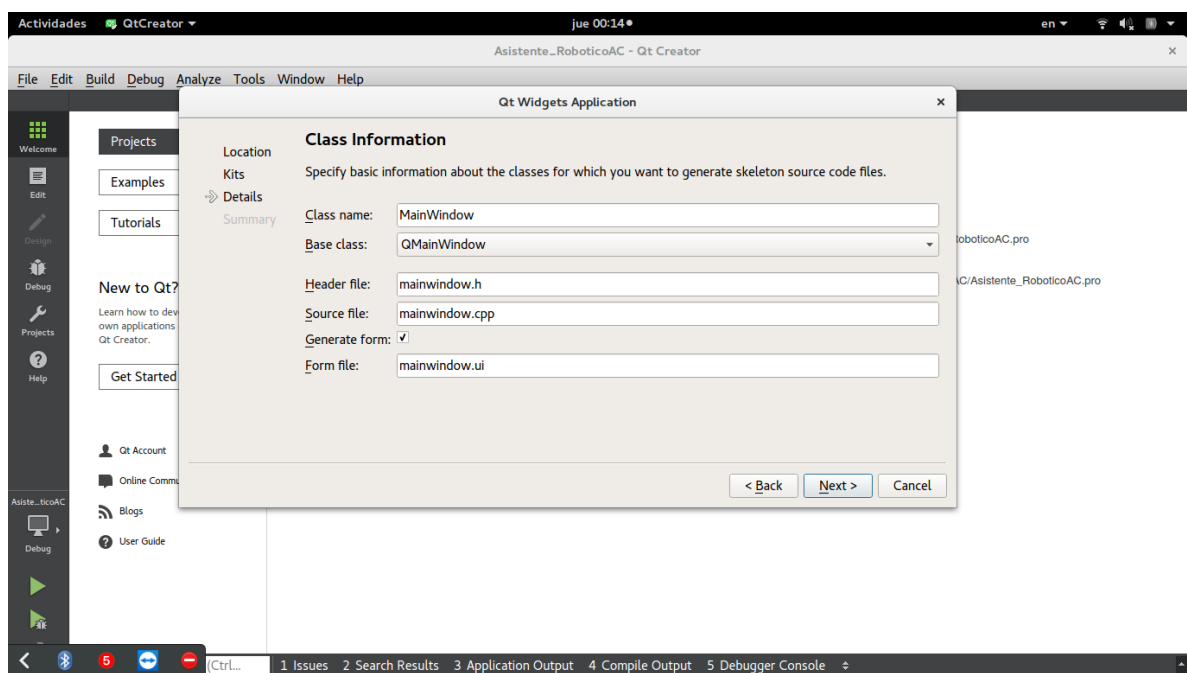 Actividades QtCreator jue 00:14 en
Asistente_RoboticoAC - Qt Creator
File Edit Build Debug Analyze Tools Window Help
Qt Widgets Application
Welcome
Edit
Design
Debug
Projects
Help
Asiste…ticoAC
Debug
Projects
Examples
Tutorials
New to Qt?
Learn how to dev
own applications
Qt Creator.
Get Started
Qt Account
Online Commu
Blogs
User Guide
Location
Kits
Details
Summary
Class Information
Specify basic information about the classes for which you want to generate skeleton source code files.
Class name: MainWindow
Base class: QMainWindow
Header file: mainwindow.h
Source file: mainwindow.cpp
Generate form:
Form file: mainwindow.ui
< Back Next > Cancel
RoboticoAC.pro
AC/Asistente_RoboticoAC.pro
5
(Ctrl... 1 Issues 2 Search Results 3 Application Output 4 Compile Output 5 Debugger Console